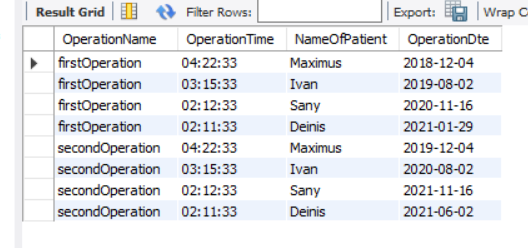 Result Grid Filter Rows: Export: Wrap C
OperationName OperationTime NameOfPatient OperationDte
firstOperation 04:22:33 Maximus 2018-12-04
firstOperation 03:15:33 Ivan 2019-08-02
firstOperation 02:12:33 Sany 2020-11-16
firstOperation 02:11:33 Deinis 2021-01-29
secondOperation 04:22:33 Maximus 2019-12-04
secondOperation 03:15:33 Ivan 2020-08-02
secondOperation 02:12:33 Sany 2021-11-16
secondOperation 02:11:33 Deinis 2021-06-02